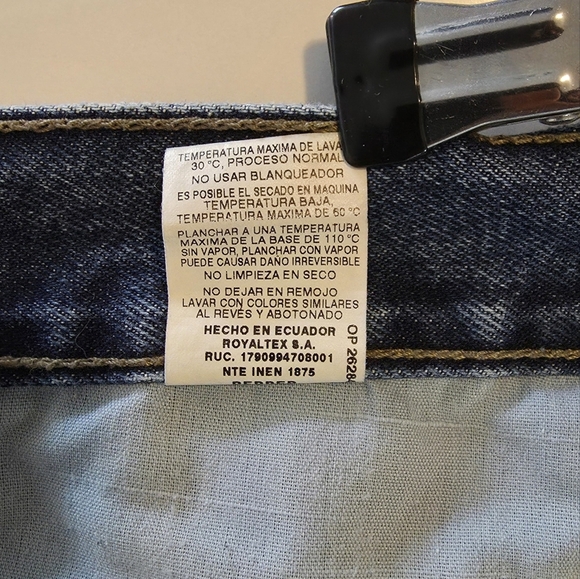 TEMPERATURA MAXIMA DE LAVA
30 °C, PROCESO NORMAL
NO USAR BLANQUEADOR
ES POSIBLE EL SECADO EN MAQUINA
TEMPERATURA BAJA,
TEMPERATURA MAXIMA DE 60 °C
PLANCHAR A UNA TEMPERATURA
MAXIMA DE LA BASE DE 110 °C
SIN VAPOR, PLANCHAR CON VAPOR
PUEDE CAUSAR DAÑO IRREVERSIBLE
NO LIMPIEZA EN SECO
NO DEJAR EN REMOJO
LAVAR CON COLORES SIMILARES
AL REVÉS Y ABOTONADO
HECHO EN ECUADOR
ROYALTEX S.A.
RUC. 1790994708001
NTE INEN 1875
OP 2628